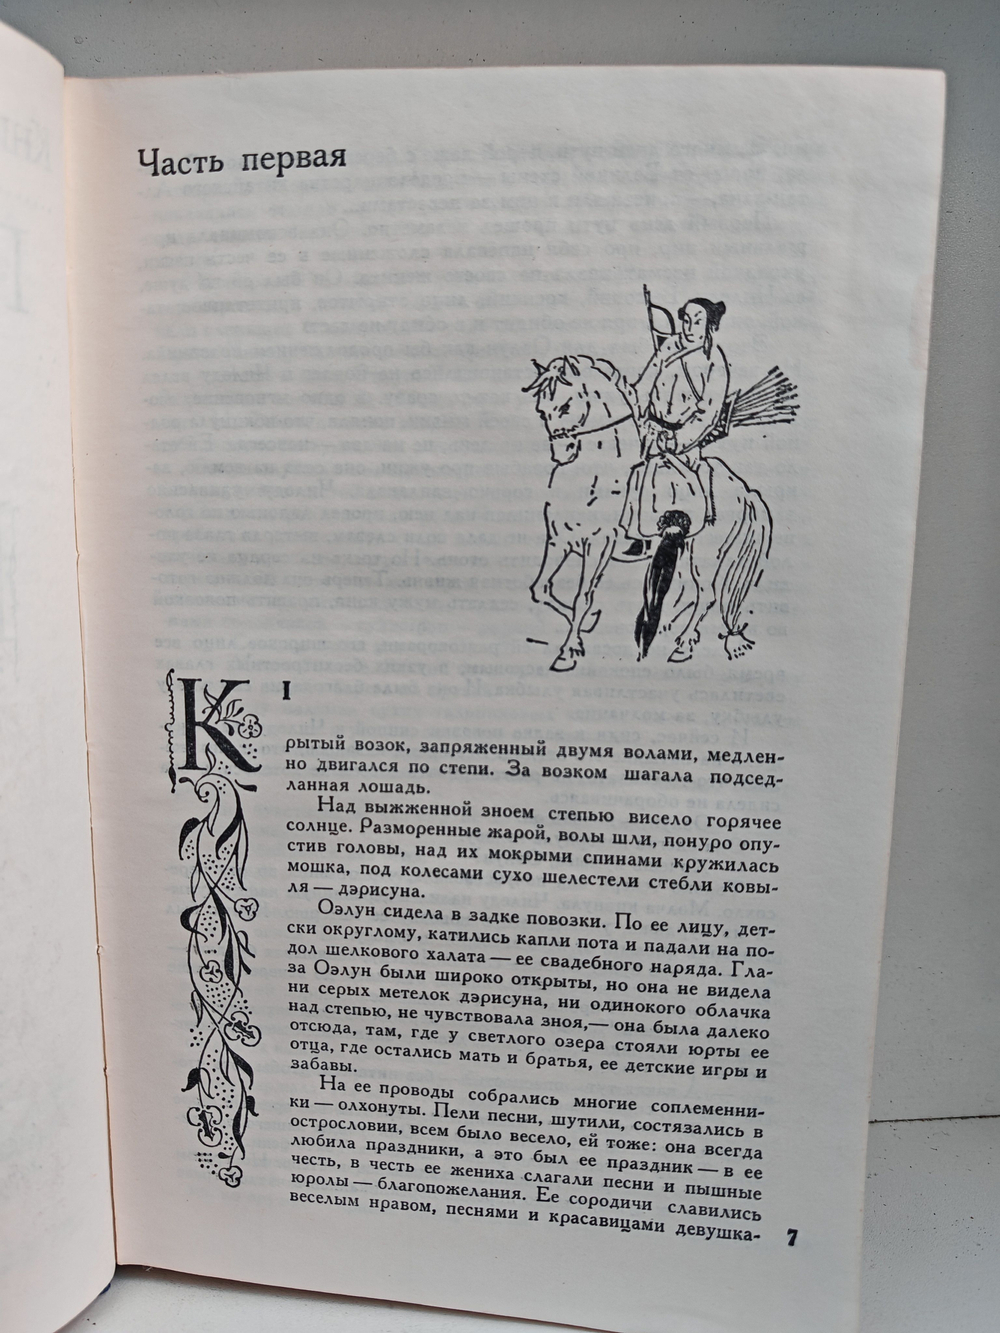 Часть первая
I
Крытый возок, запряженный двумя волами, медлен-
но двигался по степи. За возком шагала подсед-
ланная лошадь.
Над выжженной зноем степью висело горячее
солнце. Разморенные жарой, волы шли, понуро опу-
стив головы, над их мокрыми спинами кружилась
мошка, под колесами сухо шелестели стебли ковы-
ля — дэрисуна.
Оэлун сидела в задке повозки. По ее лицу, дет-
ски округлому, катились капли пота и падали на по-
дол шелкового халата — ее свадебного наряда. Гла-
за Оэлун были широко открыты, но она не видела
ни серых метелок дэрисуна, ни одинокого облачка
над степью, не чувствовала зноя,— она была далеко
отсюда, там, где у светлого озера стояли юрты ее
отца, где остались мать и братья, ее детские игры и
забавы.
На ее проводы собрались многие соплеменни-
ки — олхонуты. Пели песни, шутили, состязались в
острословии, всем было весело, ей тоже: она всегда
любила праздники, а это был ее праздник — в ее
честь, в честь ее жениха слагали песни и пышные
юролы — благопожелания. Ее сородичи славились
веселым нравом, песнями и красавицами девушка-
7